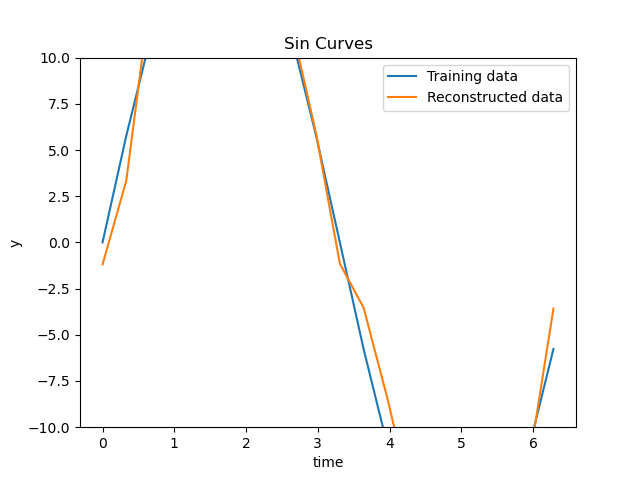 Sin Curves
Training data
Reconstructed data
10.0
7.5
5.0
2.5
0.0
−2.5
−5.0
−7.5
−10.0
y
0 1 2 3 4 5 6
time